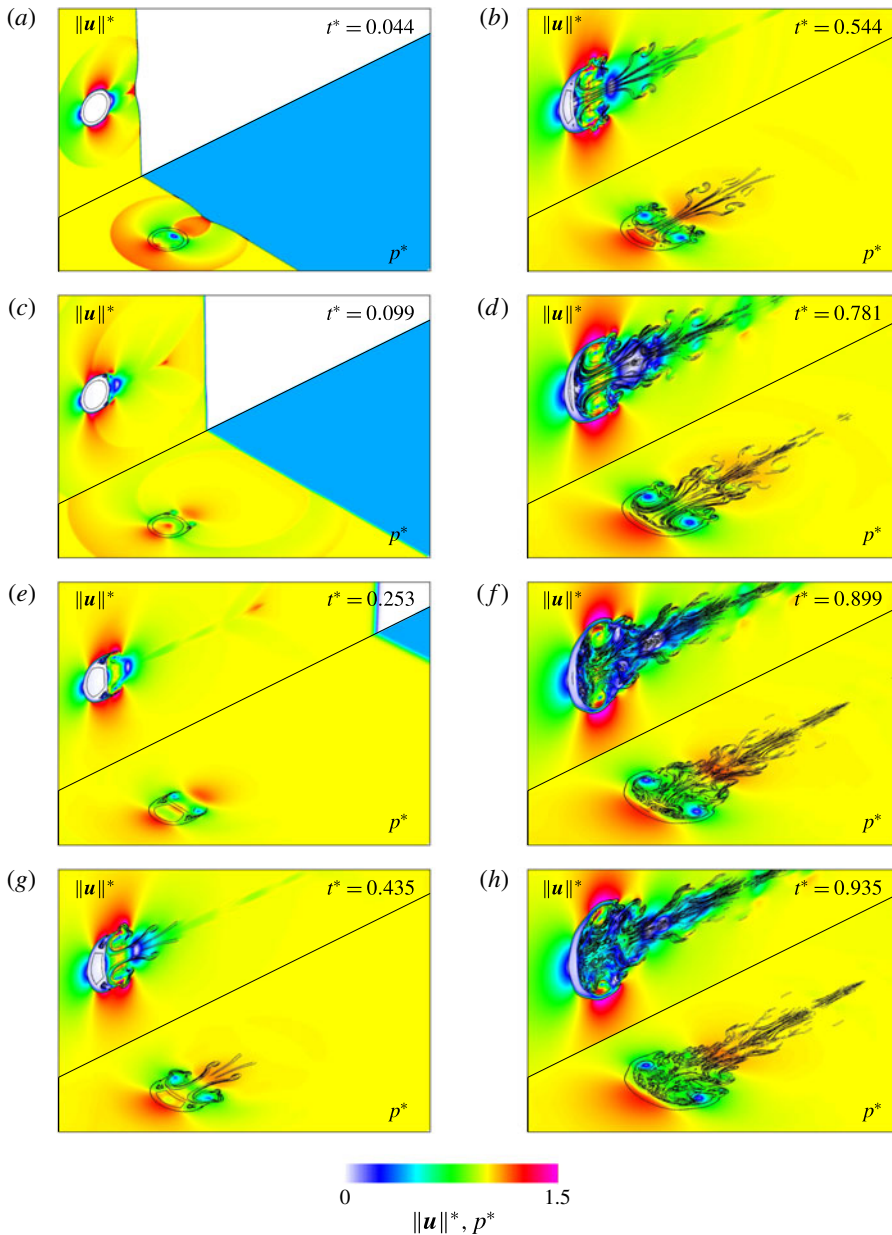 (a) ‖u‖* t* = 0.044
p*
(b) ‖u‖* t* = 0.544
p*
(c) ‖u‖* t* = 0.099
p*
(d) ‖u‖* t* = 0.781
p*
(e) ‖u‖* t* = 0.253
p*
(f) ‖u‖* t* = 0.899
p*
(g) ‖u‖* t* = 0.435
p*
(h) ‖u‖* t* = 0.935
p*
0 1.5
‖u‖*, p*